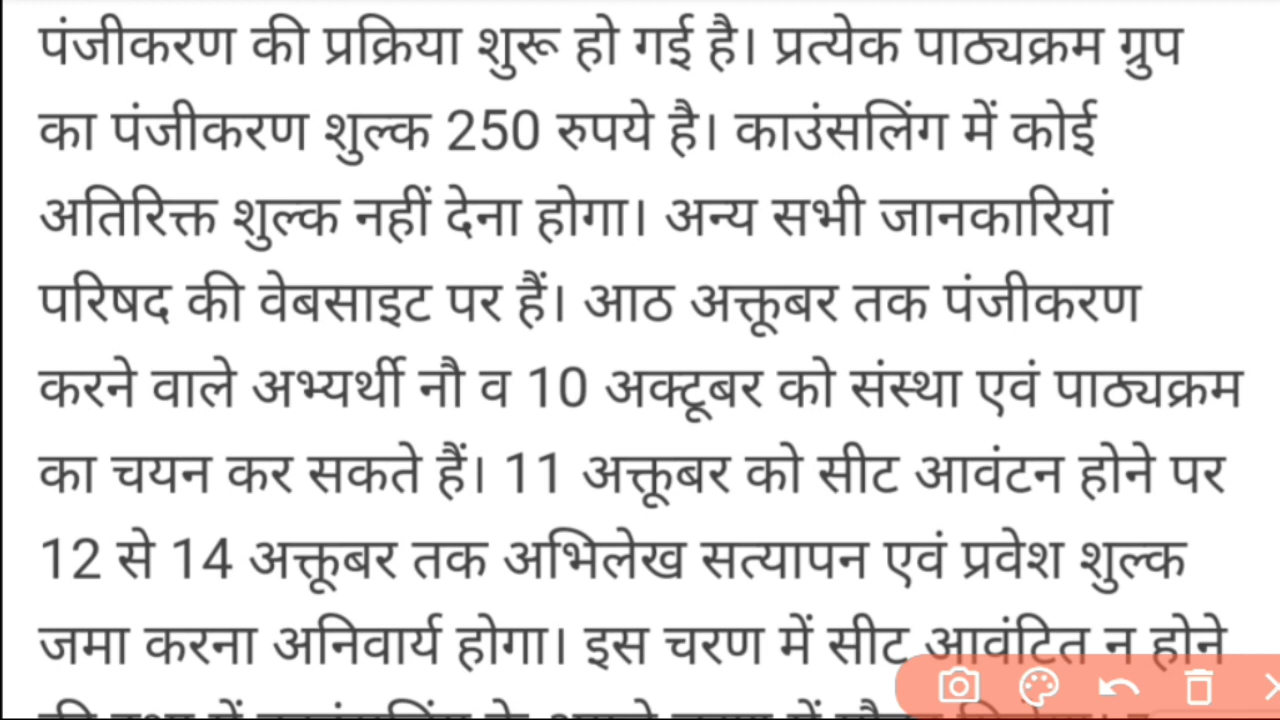 पंजीकरण की प्रक्रिया शुरू हो गई है। प्रत्येक पाठ्यक्रम ग्रुप
का पंजीकरण शुल्क 250 रुपये है। काउंसलिंग में कोई
अतिरिक्त शुल्क नहीं देना होगा। अन्य सभी जानकारियां
परिषद की वेबसाइट पर हैं। आठ अक्तूबर तक पंजीकरण
करने वाले अभ्यर्थी नौ व 10 अक्टूबर को संस्था एवं पाठ्यक्रम
का चयन कर सकते हैं। 11 अक्तूबर को सीट आवंटन होने पर
12 से 14 अक्तूबर तक अभिलेख सत्यापन एवं प्रवेश शुल्क
जमा करना अनिवार्य होगा। इस चरण में सीट आवंटित न होने